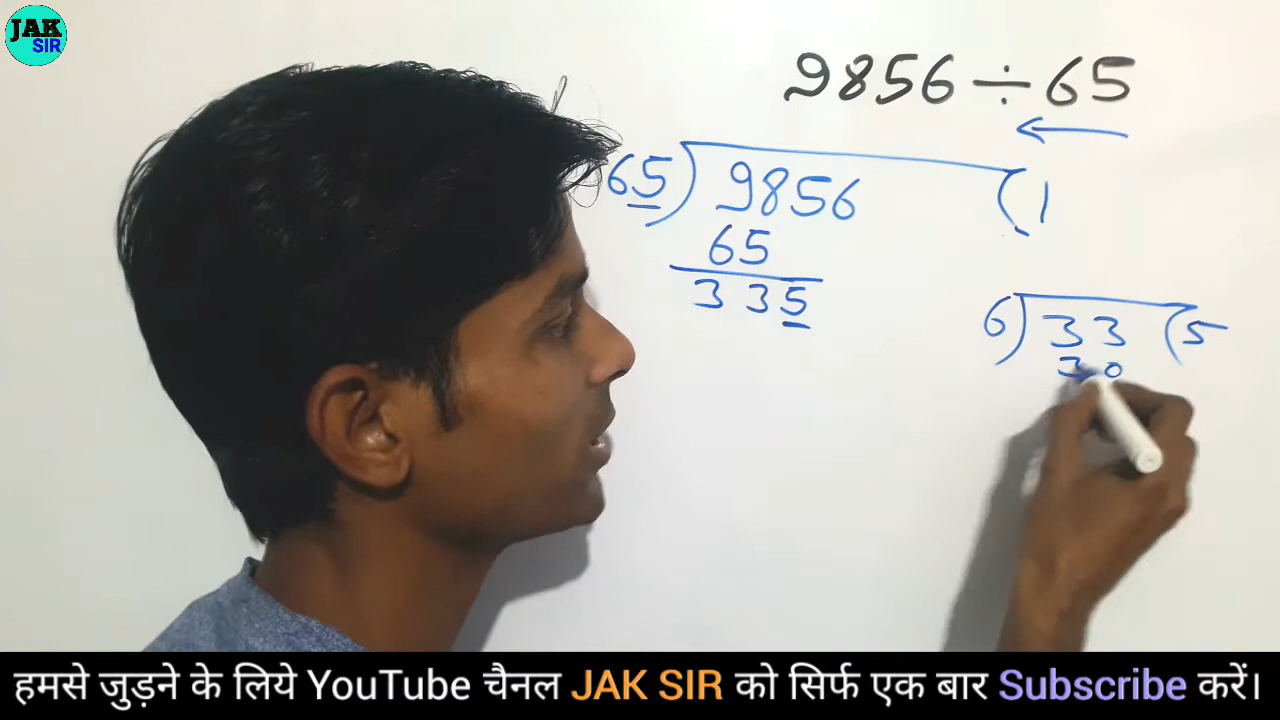 JAK
SIR
9856 ÷ 65
65) 9856 (1
65
335
6) 33 (5
30
हमसे जुड़ने के लिये YouTube चैनल JAK SIR को सिर्फ एक बार Subscribe करें।